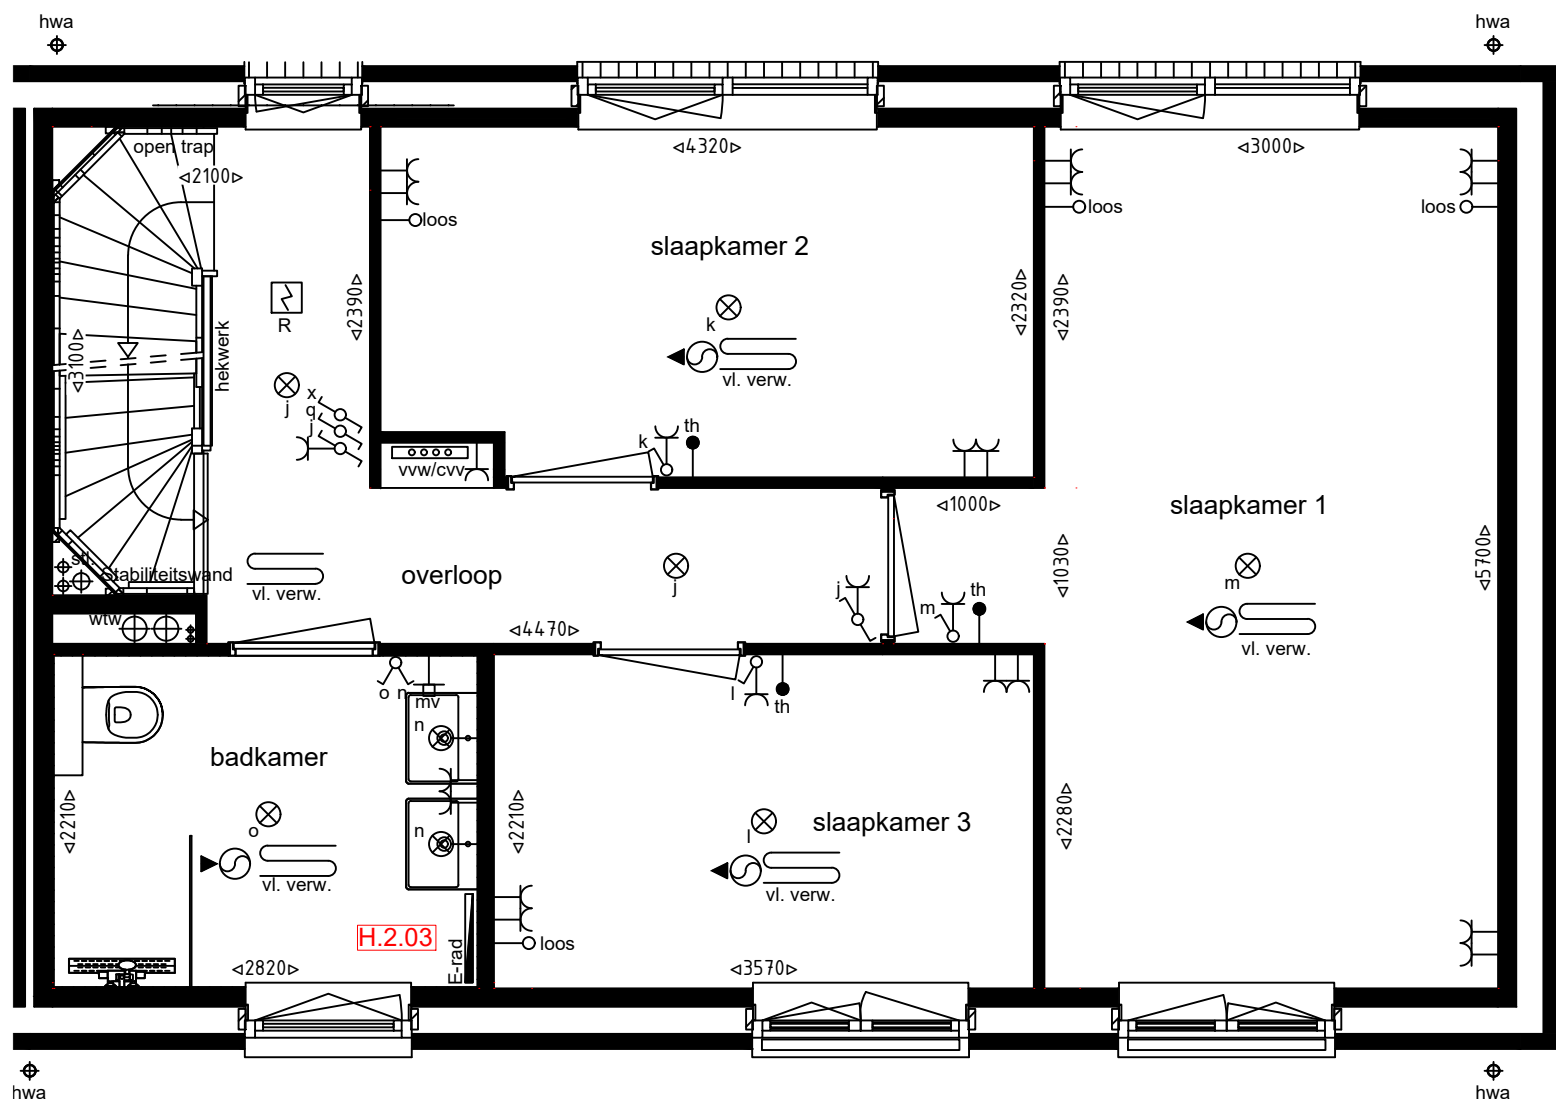 hwa
hwa
open trap
2100
4320
3000
loos
loos
loos
slaapkamer 2
2390
2320
2390
R
k
3100
hekwerk
vl. verw.
x
q
j
j
k
th
vvw/cvv
1000
slaapkamer 1
5700
stl. Stabiliteitswand
vl. verw.
overloop
j
1030
m
j
m
th
wtw
4470
vl. verw.
o n
mv
l
th
n
badkamer
2210
2210
2280
o
n
l
slaapkamer 3
vl. verw.
vl. verw.
H.2.03
E-rad
loos
2820
3570
hwa
hwa